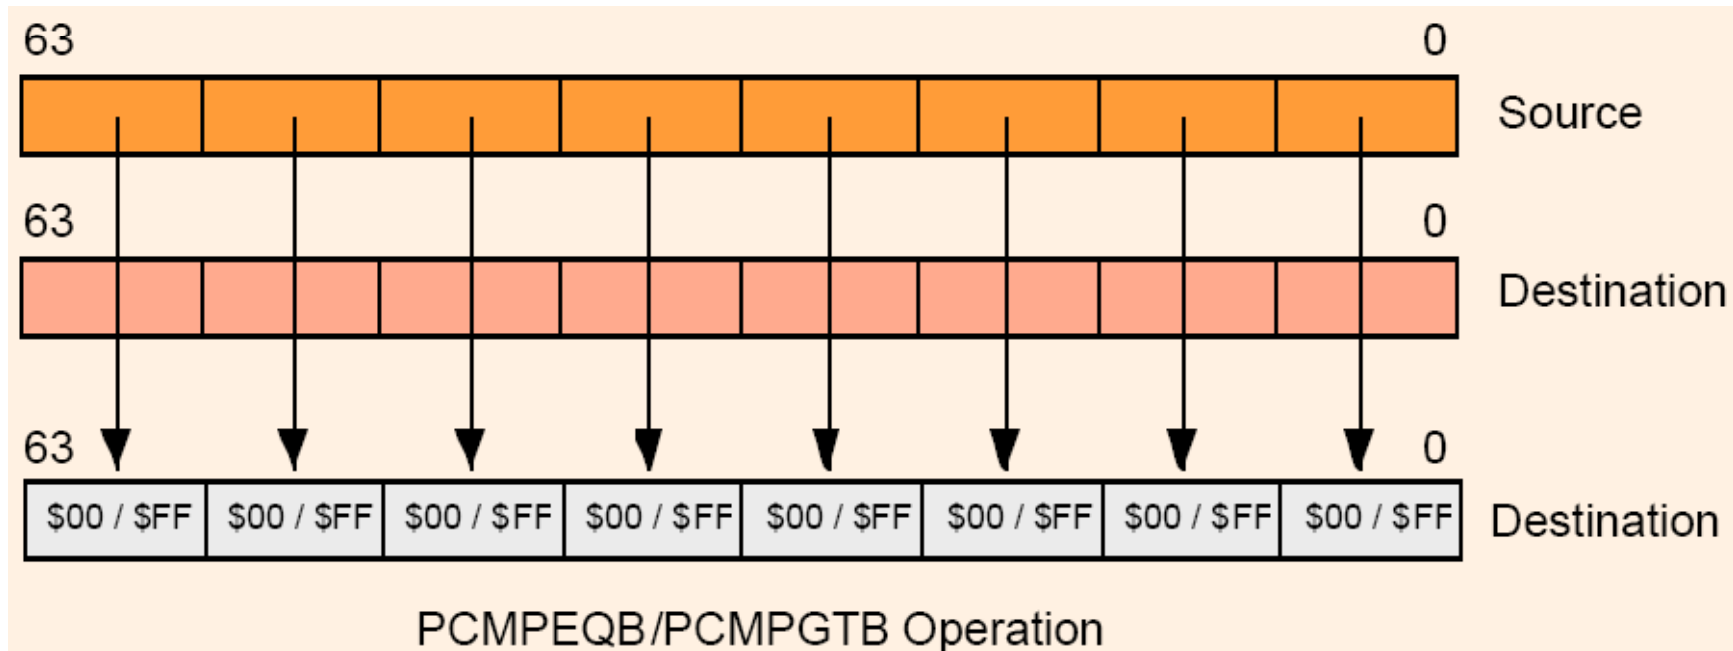 63 0
Source
63 0
Destination
63 0
$00 / $FF $00 / $FF $00 / $FF $00 / $FF $00 / $FF $00 / $FF $00 / $FF $00 / $FF
Destination
PCMPEQB/PCMPGTB Operation